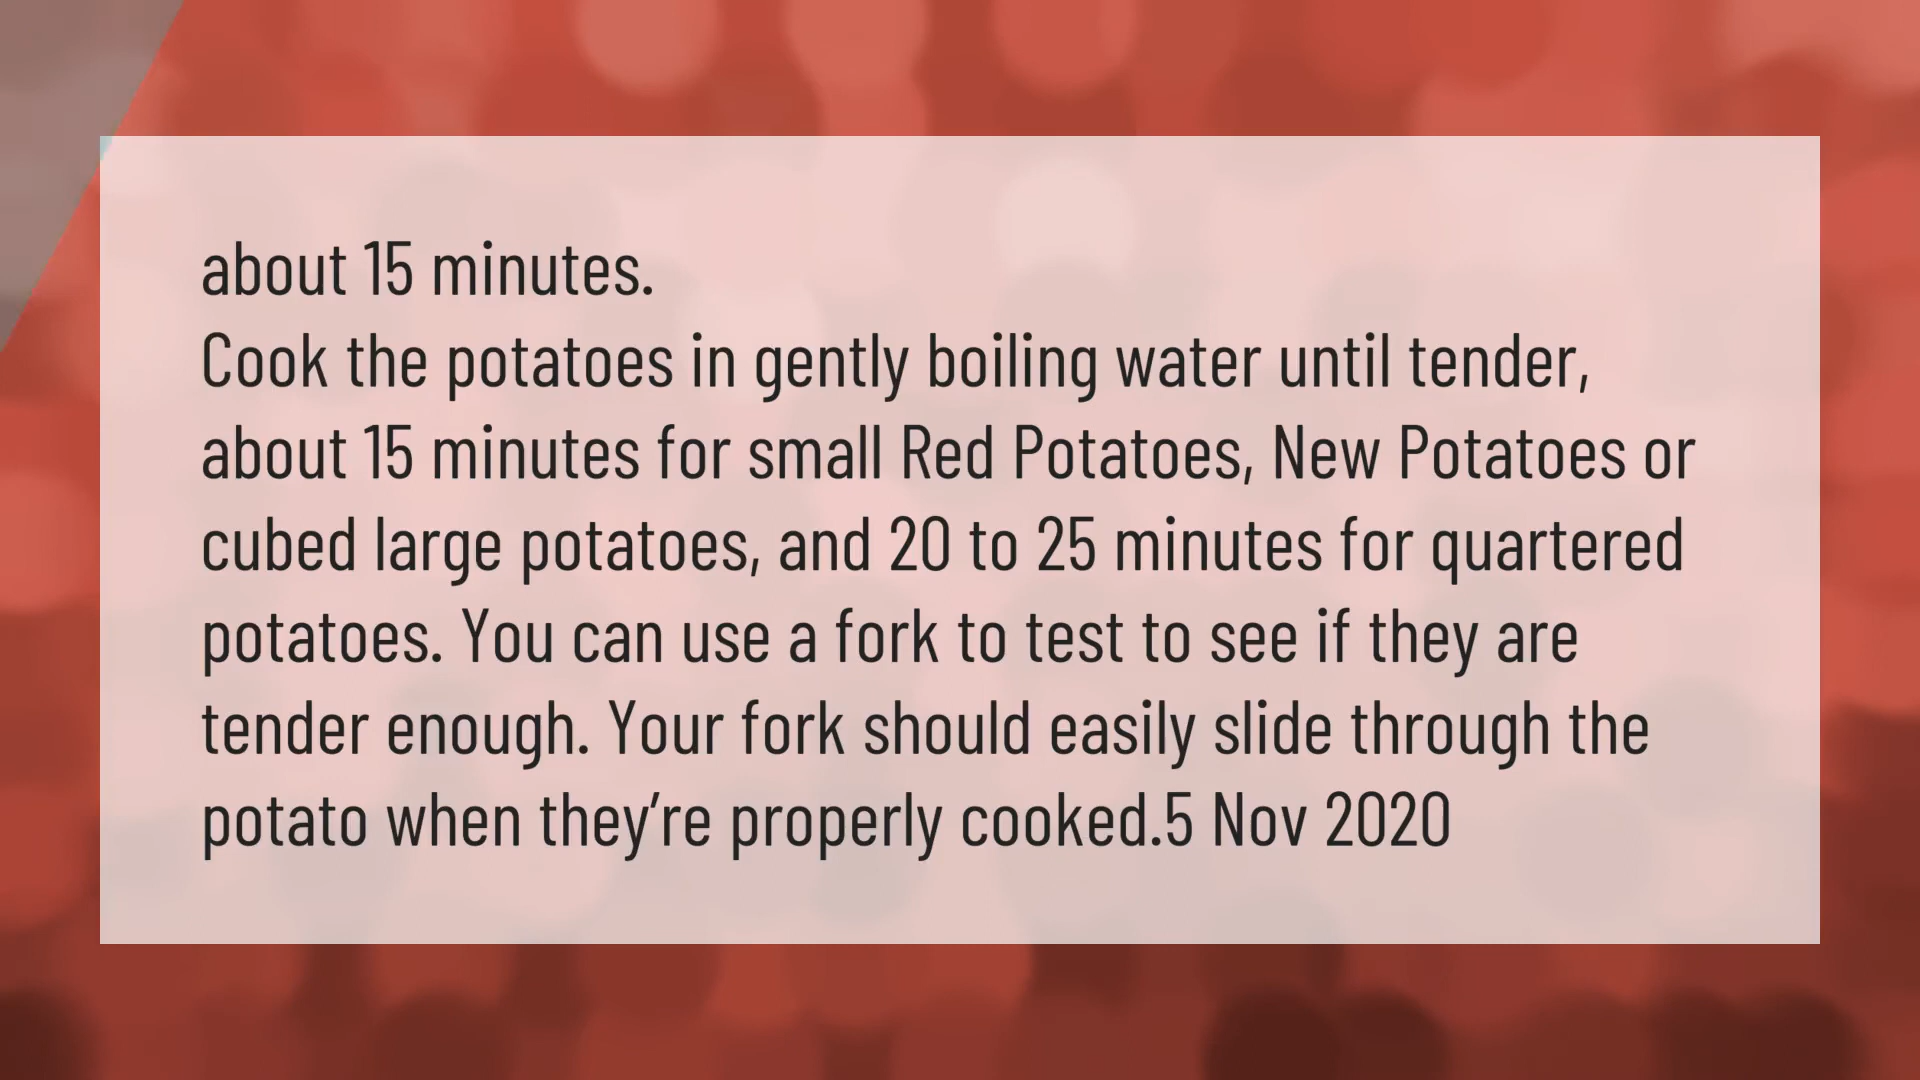 about 15 minutes.
Cook the potatoes in gently boiling water until tender,
about 15 minutes for small Red Potatoes, New Potatoes or
cubed large potatoes, and 20 to 25 minutes for quartered
potatoes. You can use a fork to test to see if they are
tender enough. Your fork should easily slide through the
potato when they’re properly cooked.5 Nov 2020